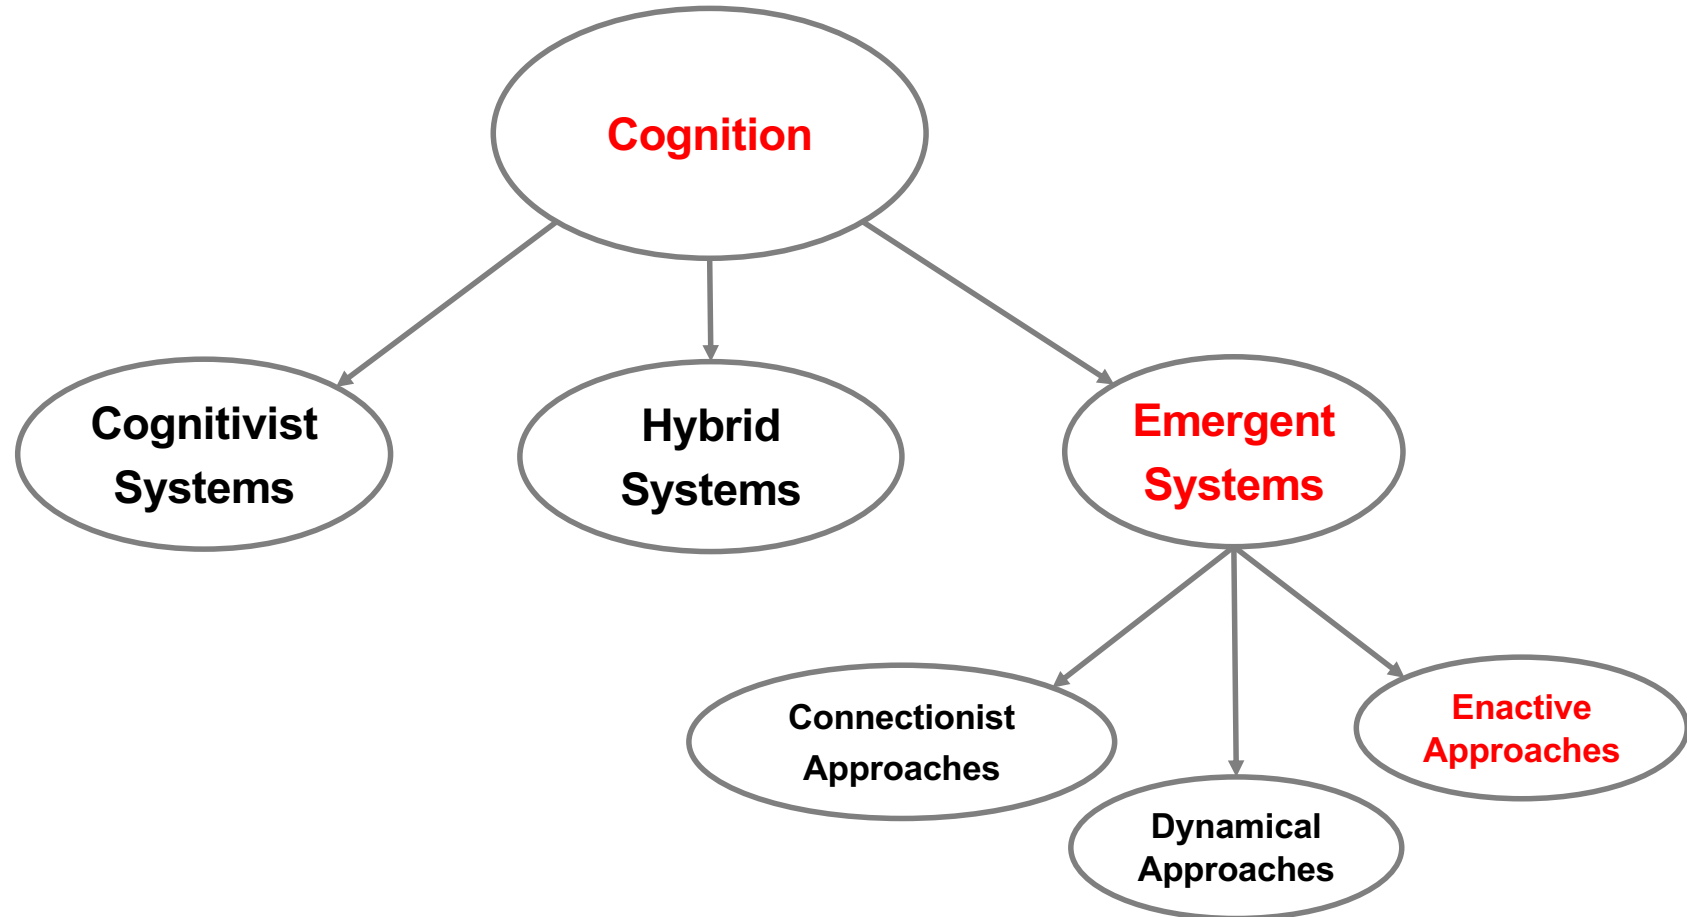 Cognition
Cognitivist
Systems
Hybrid
Systems
Emergent
Systems
Connectionist
Approaches
Dynamical
Approaches
Enactive
Approaches